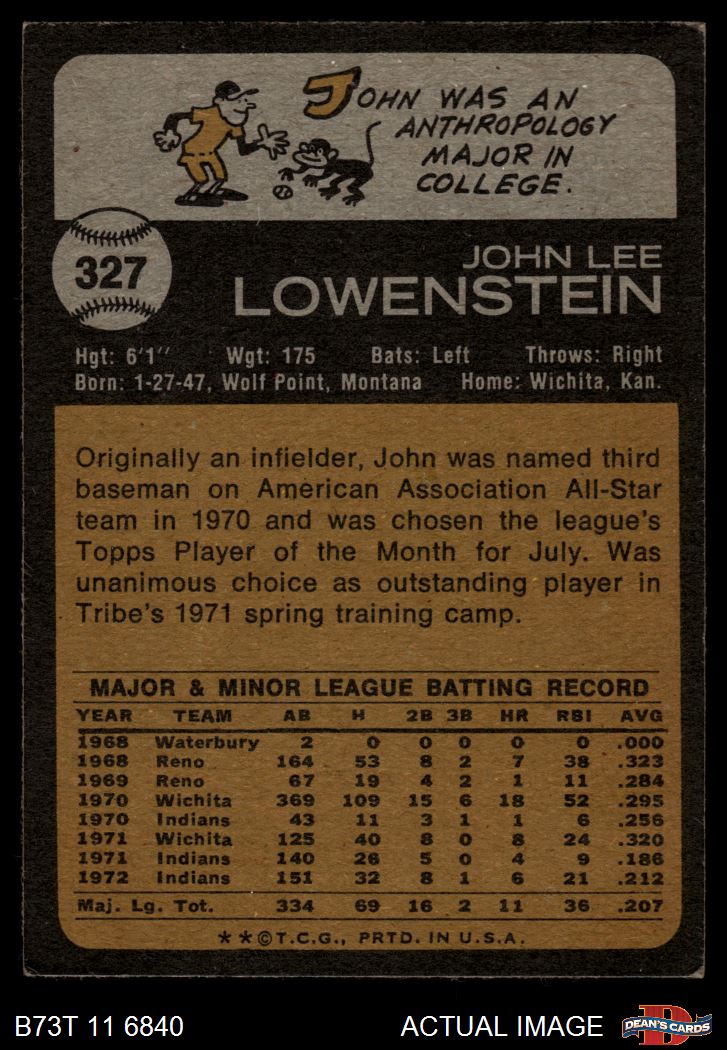 JOHN WAS AN
ANTHROPOLOGY
MAJOR IN
COLLEGE.
327
JOHN LEE
LOWENSTEIN
Hgt: 6'1" Wgt: 175 Bats: Left Throws: Right
Born: 1-27-47, Wolf Point, Montana Home: Wichita, Kan.
Originally an infielder, John was named third
baseman on American Association All-Star
team in 1970 and was chosen the league's
Topps Player of the Month for July. Was
unanimous choice as outstanding player in
Tribe's 1971 spring training camp.
MAJOR & MINOR LEAGUE BATTING RECORD
YEAR TEAM AB H 2B 3B HR RBI AVG
1968 Waterbury 2 0 0 0 0 0 .000
1968 Reno 164 53 8 2 7 38 .323
1969 Reno 67 19 4 2 1 11 .284
1970 Wichita 369 109 15 6 18 52 .295
1970 Indians 43 11 3 1 1 6 .256
1971 Wichita 125 40 8 0 8 24 .320
1971 Indians 140 26 5 0 4 9 .186
1972 Indians 151 32 8 1 6 21 .212
Maj. Lg. Tot. 334 69 16 2 11 36 .207
**©T.C.G., PRTD. IN U.S.A.
B73T 11 6840 ACTUAL IMAGE DEAN'S CARDS